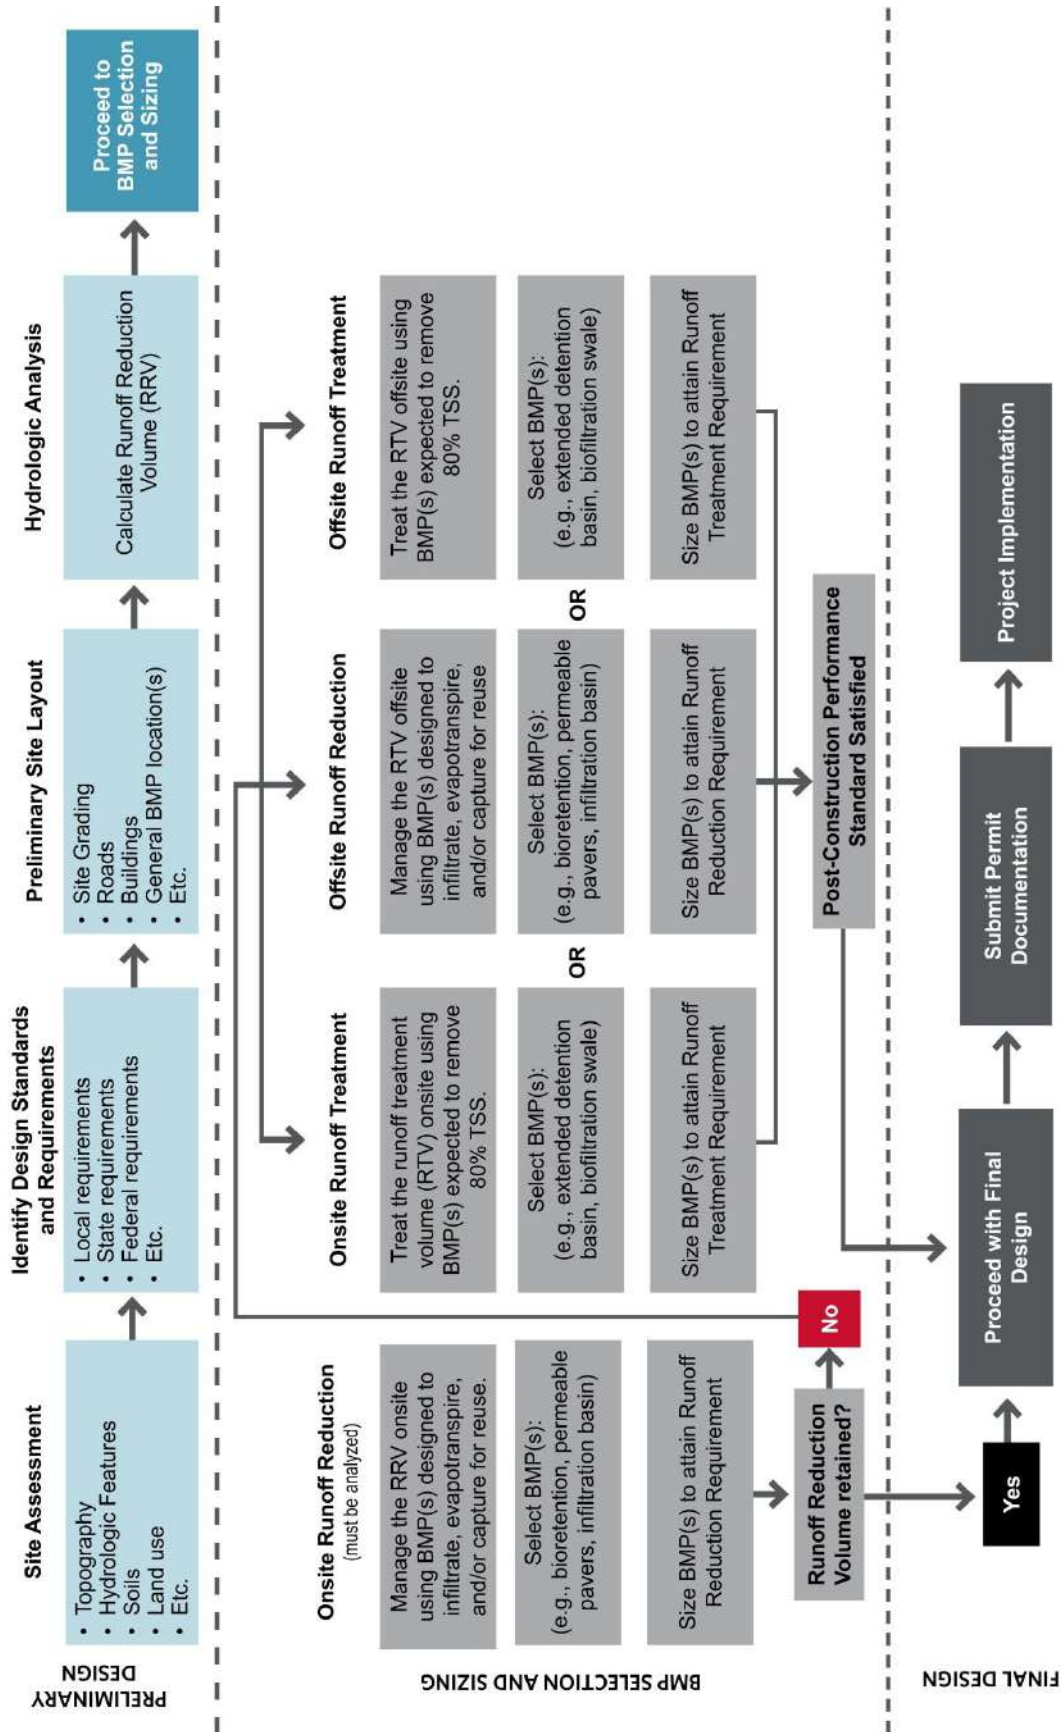 PRELIMINARY
DESIGN
Site Assessment
• Topography
• Hydrologic Features
• Soils
• Land use
• Etc.
Identify Design Standards
and Requirements
• Local requirements
• State requirements
• Federal requirements
• Etc.
Preliminary Site Layout
• Site Grading
• Roads
• Buildings
• General BMP location(s)
• Etc.
Hydrologic Analysis
Calculate Runoff Reduction
Volume (RRV)
Proceed to
BMP Selection
and Sizing
BMP SELECTION AND SIZING
Onsite Runoff Reduction
(must be analyzed)
Manage the RRV onsite
using BMP(s) designed to
infiltrate, evapotranspire,
and/or capture for reuse.
Select BMP(s):
(e.g., bioretention, permeable
pavers, infiltration basin)
Size BMP(s) to attain Runoff
Reduction Requirement
Runoff Reduction
Volume retained?
No
Onsite Runoff Treatment
Treat the runoff treatment
volume (RTV) onsite using
BMP(s) expected to remove
80% TSS.
Select BMP(s):
(e.g., extended detention
basin, biofiltration swale)
Size BMP(s) to attain Runoff
Treatment Requirement
OR
Offsite Runoff Reduction
Manage the RTV offsite
using BMP(s) designed to
infiltrate, evapotranspire,
and/or capture for reuse
Select BMP(s):
(e.g., bioretention, permeable
pavers, infiltration basin)
Size BMP(s) to attain Runoff
Reduction Requirement
OR
Offsite Runoff Treatment
Treat the RTV offsite using
BMP(s) expected to remove
80% TSS.
Select BMP(s):
(e.g., extended detention
basin, biofiltration swale)
Size BMP(s) to attain Runoff
Treatment Requirement
Post-Construction Performance
Standard Satisfied
FINAL DESIGN
Yes
Proceed with Final
Design
Submit Permit
Documentation
Project Implementation